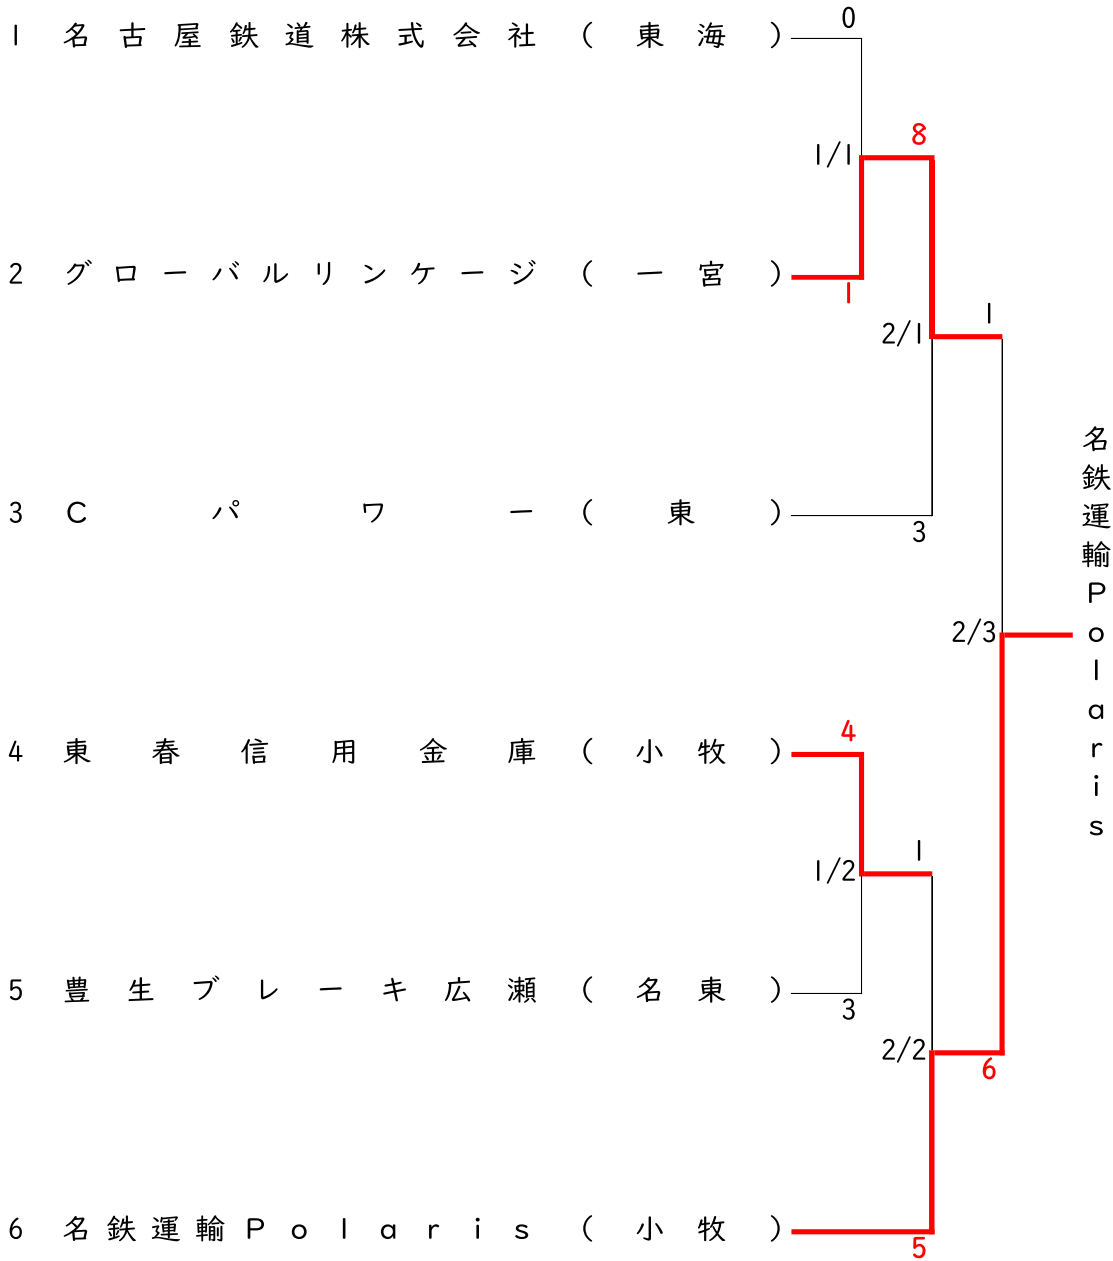 1 名古屋鉄道株式会社(東海)
0
1/1
8
2 グローバルリンケージ(一宮)
1
2/1
1
3 Cパワー(東)
3
2/3
名鉄運輸Polaris
4 東春信用金庫(小牧)
4
1/2
1
5 豊生ブレーキ広瀬(名東)
3
2/2
6
6 名鉄運輸Polaris(小牧)
5